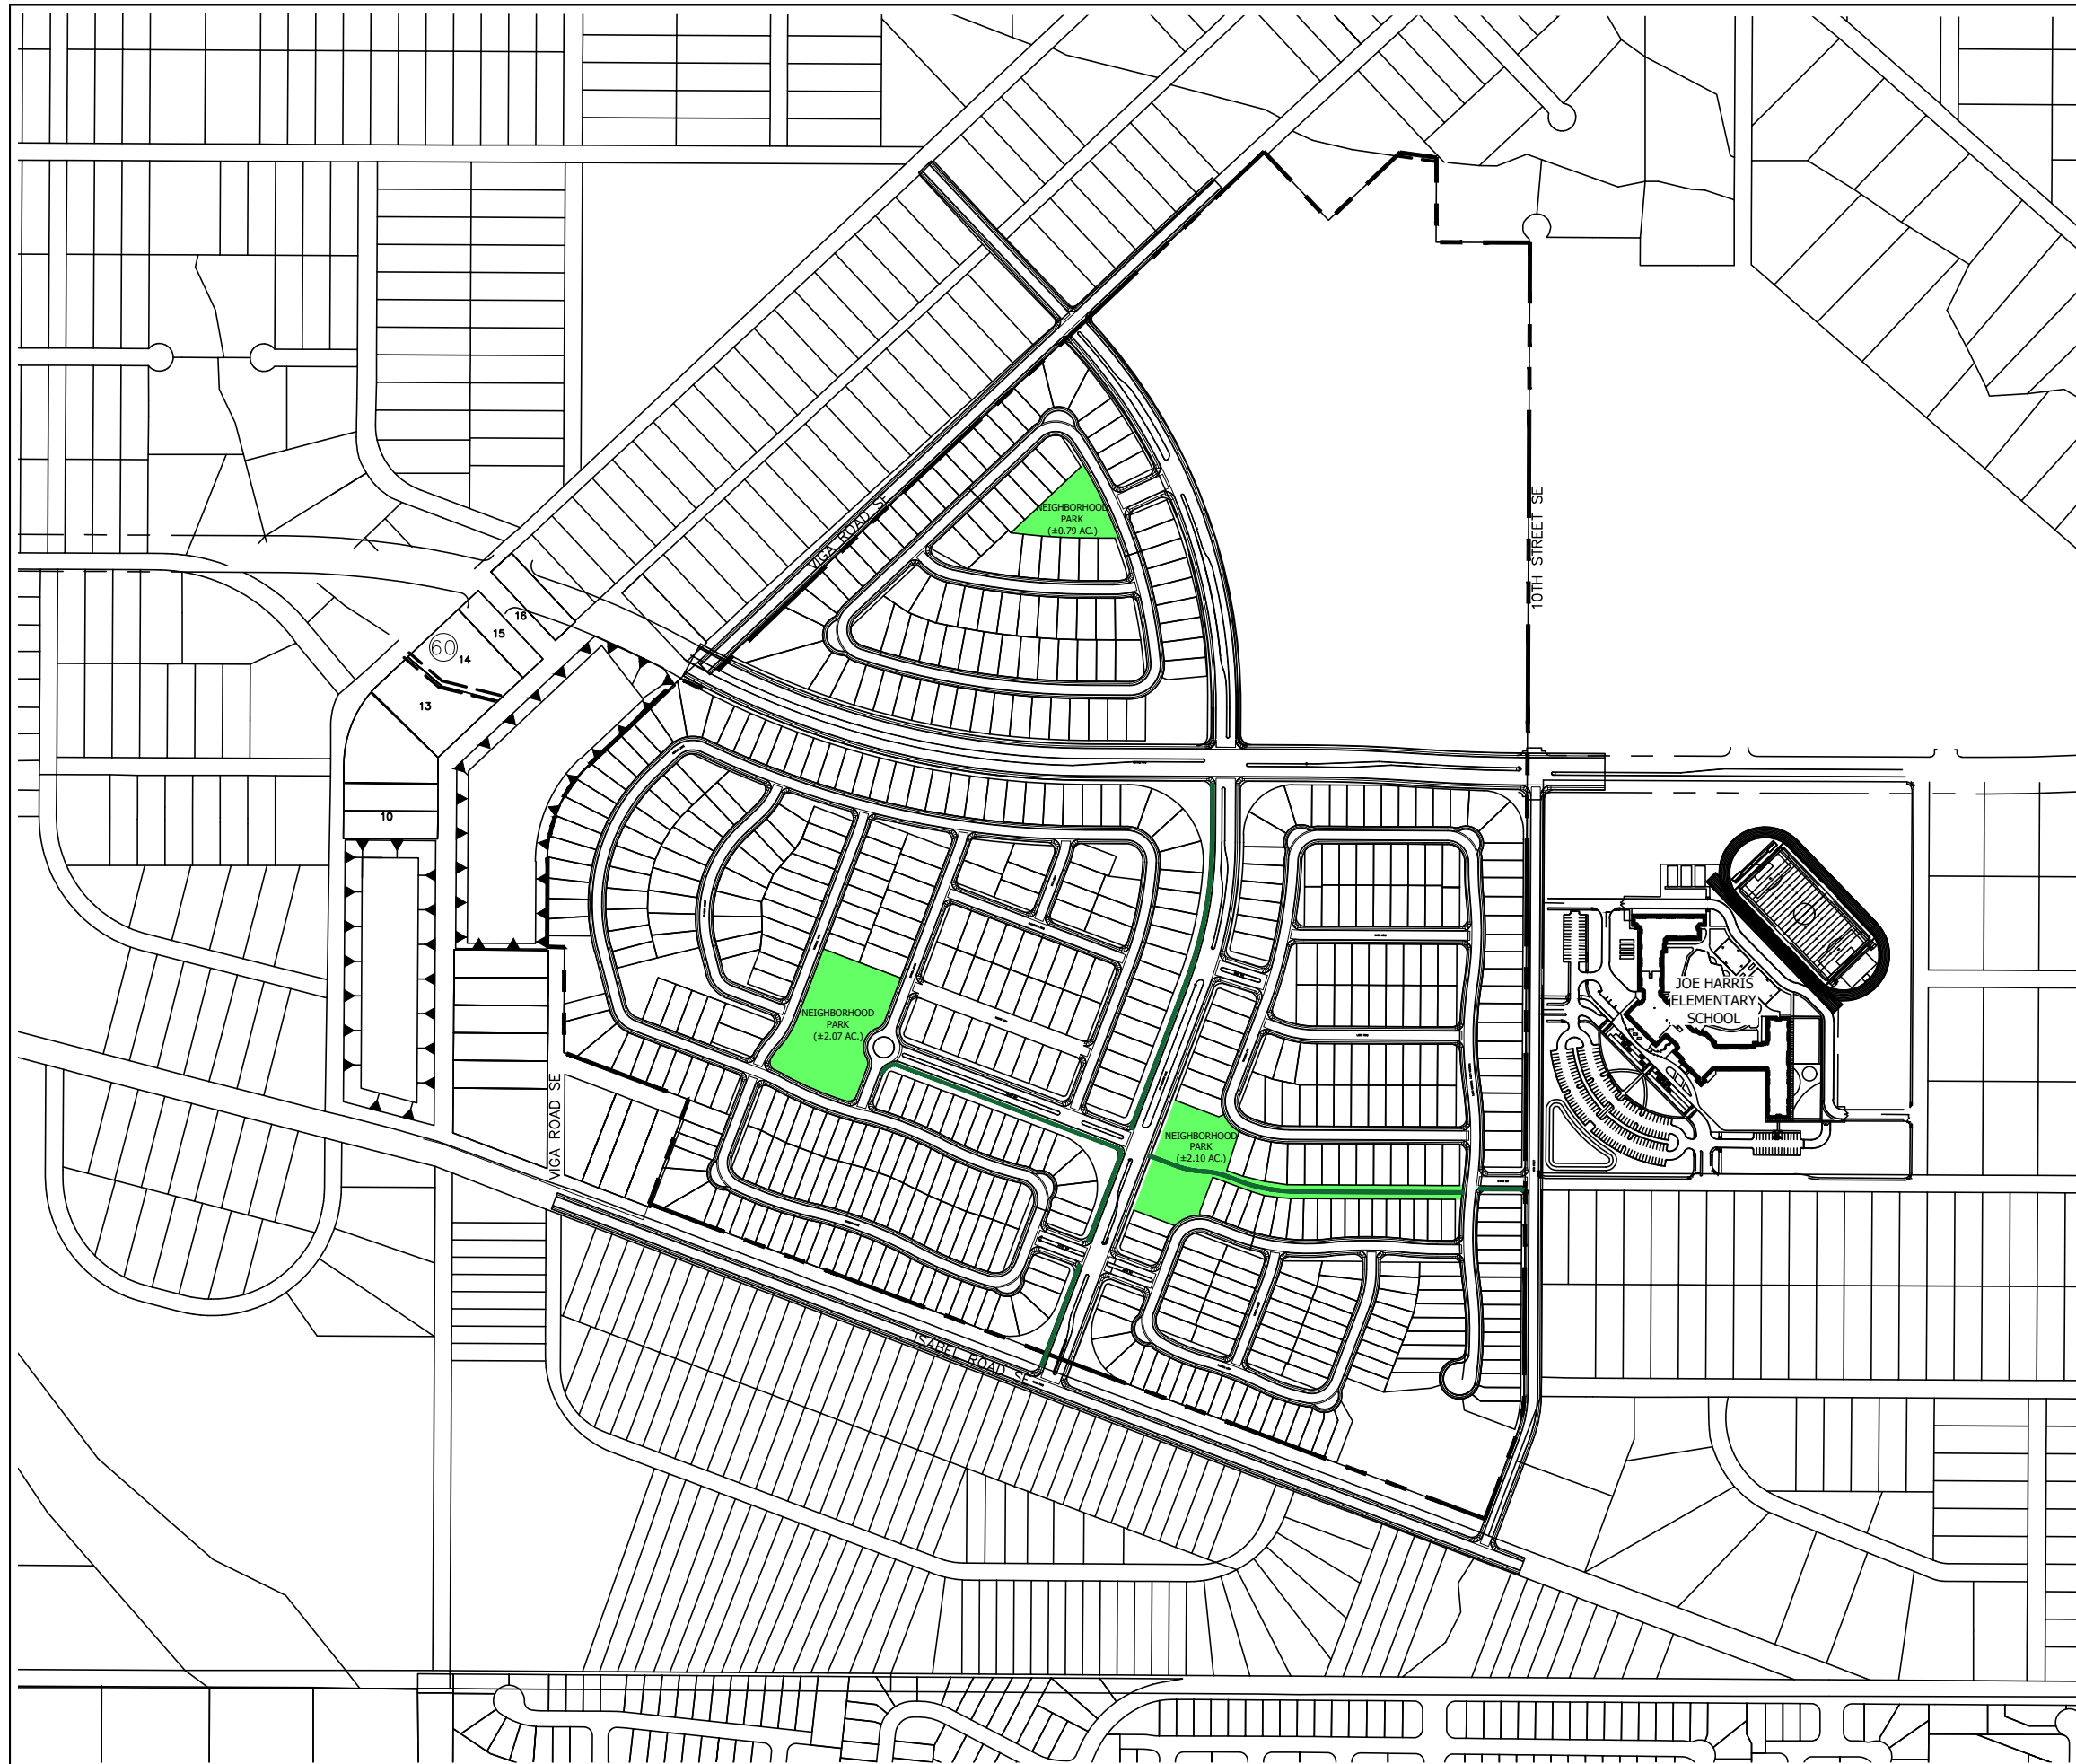 NEIGHBORHOOD
PARK
(±0.79 AC.)
VIGA ROAD SE
10TH STREET SE
16
15
60
14
13
10
JOE HARRIS
ELEMENTARY
SCHOOL
NEIGHBORHOOD
PARK
(±2.07 AC.)
NEIGHBORHOOD
PARK
(±2.10 AC.)
VIGA ROAD SE
ISABEL ROAD SE